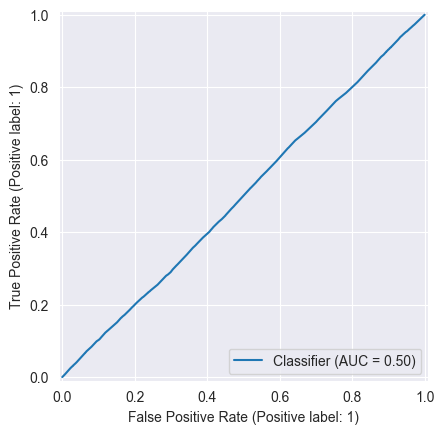 1.0
0.8
0.6
0.4
0.2
0.0
True Positive Rate (Positive label: 1)
Classifier (AUC = 0.50)
0.0 0.2 0.4 0.6 0.8 1.0
False Positive Rate (Positive label: 1)